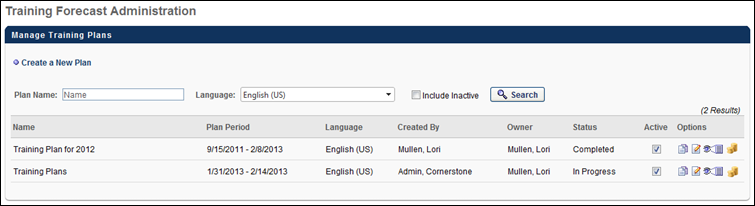 Training Forecast Administration
Manage Training Plans
Create a New Plan
Plan Name: Name Language: English (US) Include Inactive Search
(2 Results)
Name Plan Period Language Created By Owner Status Active Options
Training Plan for 2012 9/15/2011 - 2/8/2013 English (US) Mullen, Lori Mullen, Lori Completed
Training Plans 1/31/2013 - 2/14/2013 English (US) Admin, Cornerstone Mullen, Lori In Progress